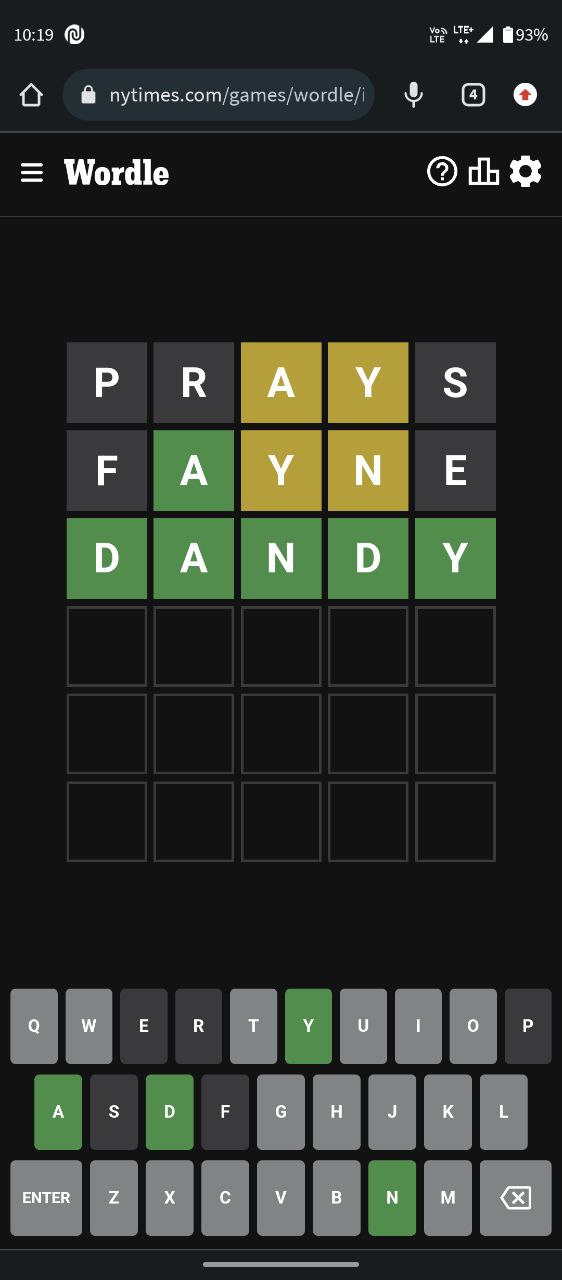 10:19 Vo LTE LTE+ 93%
nytimes.com/games/wordle/i 4
Wordle
P R A Y S
F A Y N E
D A N D Y
Q W E R T Y U I O P
A S D F G H J K L
ENTER Z X C V B N M